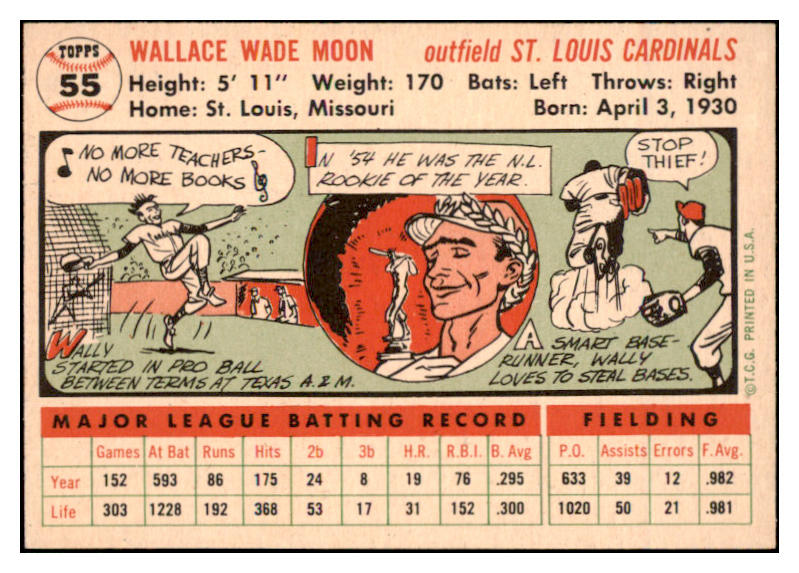 TOPPS
55
WALLACE WADE MOON outfield ST. LOUIS CARDINALS
Height: 5' 11" Weight: 170 Bats: Left Throws: Right
Home: St. Louis, Missouri Born: April 3, 1930
NO MORE TEACHERS-
NO MORE BOOKS
IN '54 HE WAS THE N.L.
ROOKIE OF THE YEAR.
STOP
THIEF!
WALLY
STARTED IN PRO BALL
BETWEEN TERMS AT TEXAS A. & M.
A SMART BASE-
RUNNER, WALLY
LOVES TO STEAL BASES.
©T.C.G. PRINTED IN U.S.A.
MAJOR LEAGUE BATTING RECORD FIELDING
Games At Bat Runs Hits 2b 3b H.R. R.B.I. B. Avg. P.O. Assists Errors F. Avg.
Year 152 593 86 175 24 8 19 76 .295 633 39 12 .982
Life 303 1228 192 368 53 17 31 152 .300 1020 50 21 .981